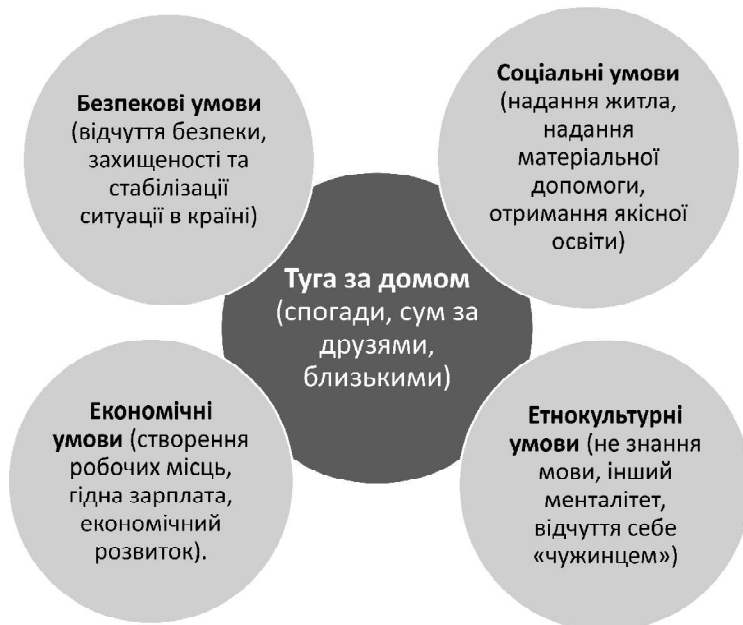 Безпекові умови
(відчуття безпеки,
захищеності та
стабілізації
ситуації в країні)
Соціальні умови
(надання житла,
надання
матеріальної
допомоги,
отримання якісної
освіти)
Туга за домом
(спогади, сум за
друзями,
близькими)
Економічні
умови (створення
робочих місць,
гідна зарплата,
економічний
розвиток).
Етнокультурні
умови (не знання
мови, інший
менталітет,
відчуття себе
«чужинцем»)